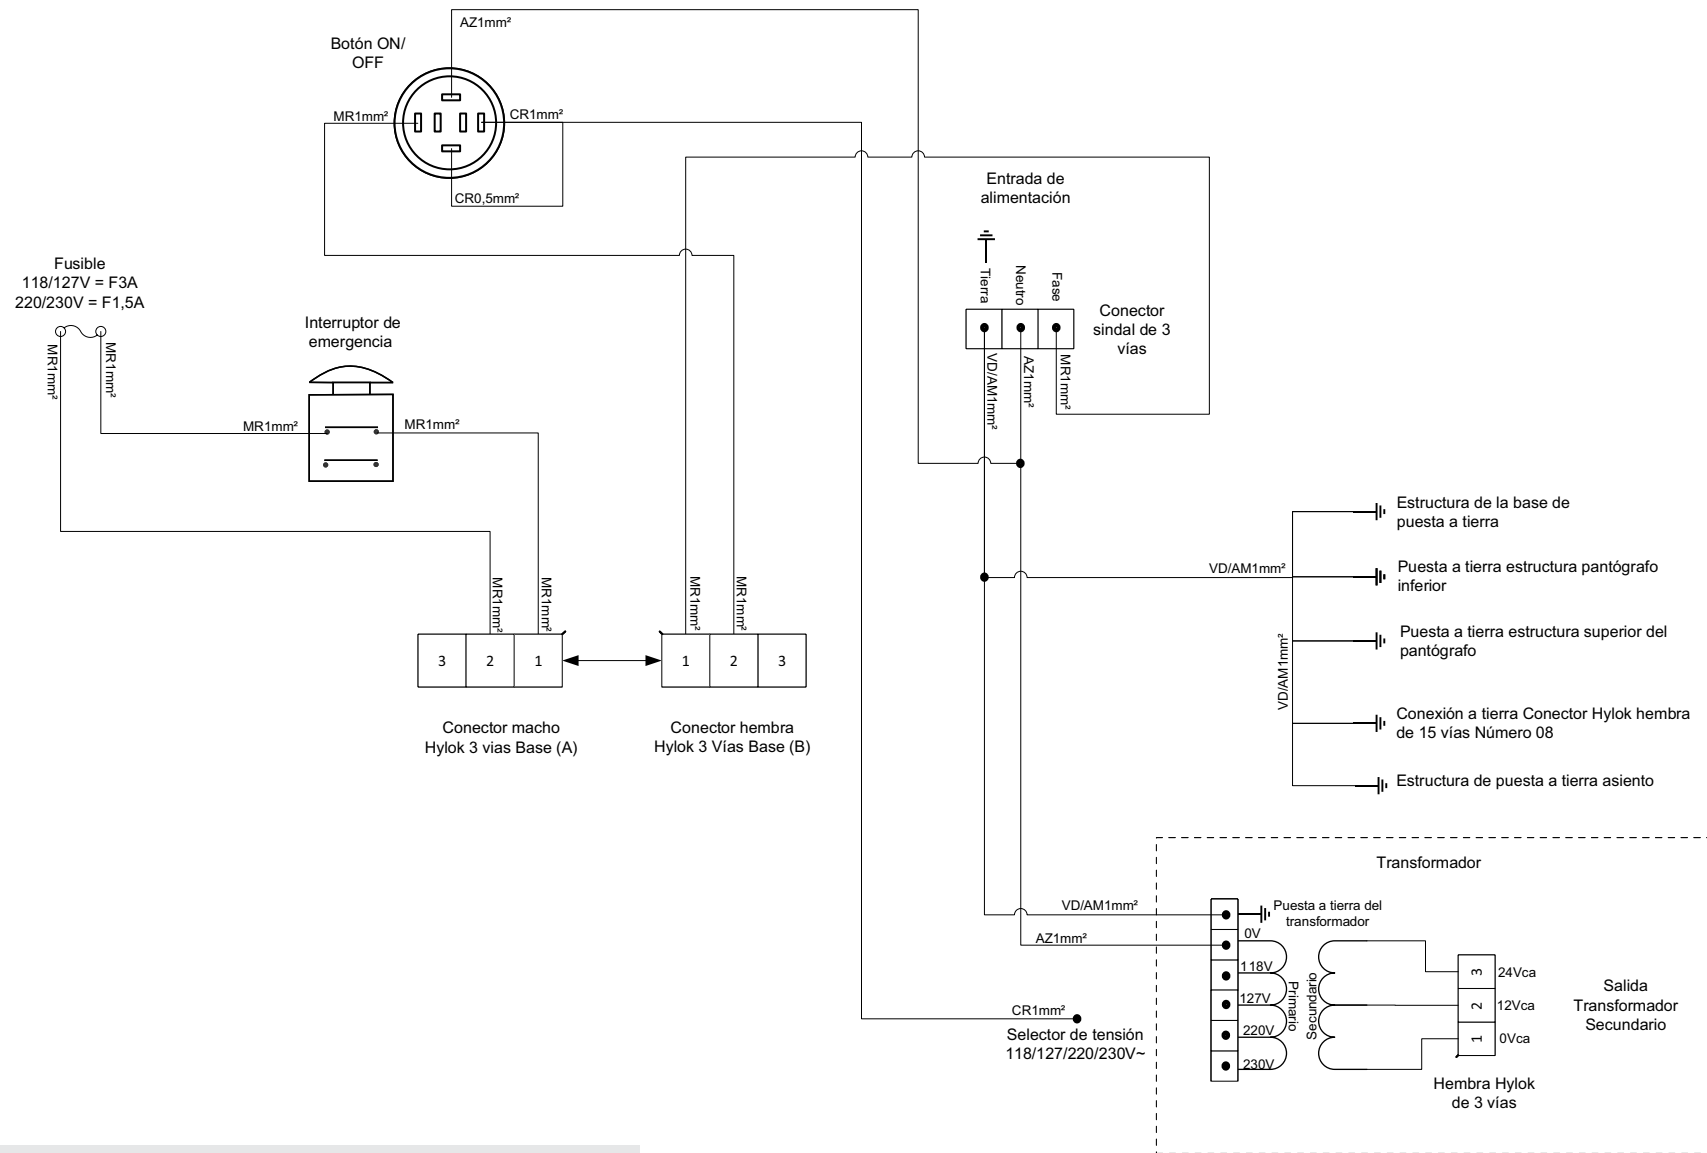 AZ1mm²
Botón ON/
OFF
MR1mm²
CR1mm²
CR0,5mm²
Entrada de
alimentación
Tierra
Neutro
Fase
Conector
sindal de 3
vías
VD/AM1mm²
AZ1mm²
MR1mm²
Fusible
118/127V = F3A
220/230V = F1,5A
MR1mm²
MR1mm²
Interruptor de
emergencia
MR1mm²
MR1mm²
MR1mm²
MR1mm²
MR1mm²
MR1mm²
3 2 1
1 2 3
Conector macho
Hylok 3 vias Base (A)
Conector hembra
Hylok 3 Vías Base (B)
VD/AM1mm²
VD/AM1mm²
Estructura de la base de
puesta a tierra
Puesta a tierra estructura pantógrafo
inferior
Puesta a tierra estructura superior del
pantógrafo
Conexión a tierra Conector Hylok hembra
de 15 vías Número 08
Estructura de puesta a tierra asiento
Transformador
VD/AM1mm²
Puesta a tierra del
transformador
AZ1mm²
0V
118V
127V
220V
230V
Primario
Secundário
3 24Vca
2 12Vca
1 0Vca
Salida
Transformador
Secundario
Hembra Hylok
de 3 vías
CR1mm²
Selector de tensión
118/127/220/230V~